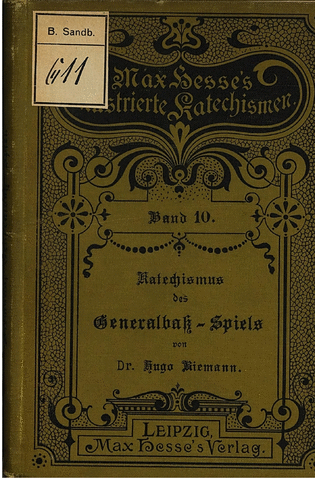 B. Sandb.
611
Max Hesse's
illustrierte Katechismen.
Band 10.
Katechismus
des
Generalbaß-Spiels
von
Dr. Hugo Riemann.
LEIPZIG,
Max Hesse's Verlag.